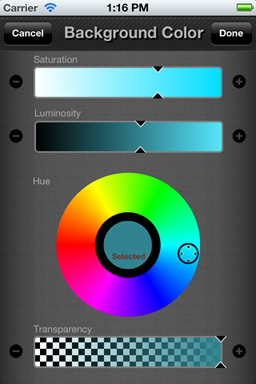 Carrier 1:16 PM
Cancel Background Color Done
Saturation
Luminosity
Hue
Selected
Transparency